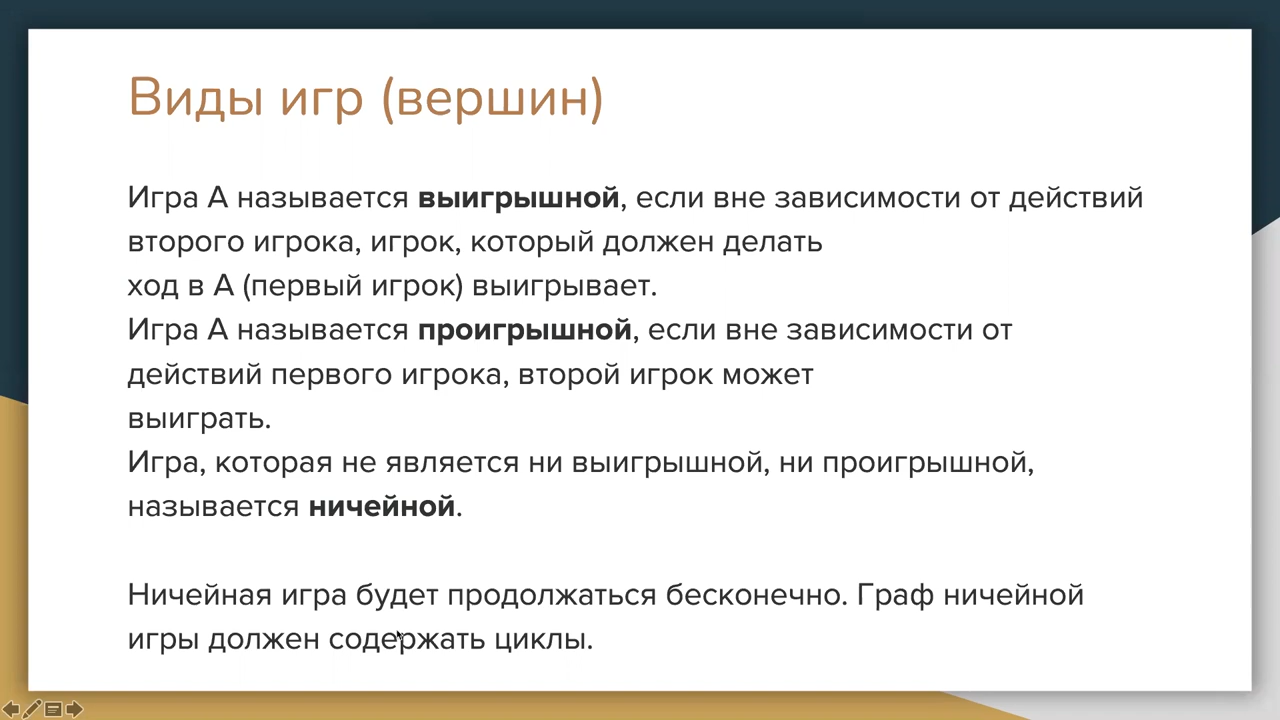 Виды игр (вершин)
Игра А называется выигрышной, если вне зависимости от действий
второго игрока, игрок, который должен делать
ход в А (первый игрок) выигрывает.
Игра А называется проигрышной, если вне зависимости от
действий первого игрока, второй игрок может
выиграть.
Игра, которая не является ни выигрышной, ни проигрышной,
называется ничейной.
Ничейная игра будет продолжаться бесконечно. Граф ничейной
игры должен содержать циклы.